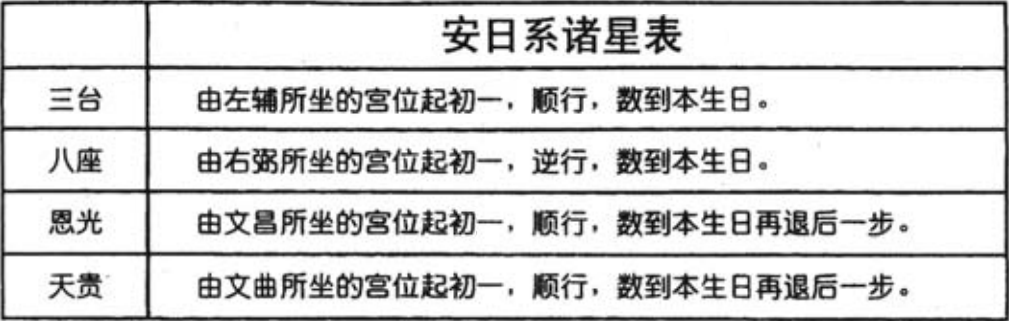 安日系诸星表
三台 由左辅所坐的宫位起初一，顺行，数到本生日。
八座 由右弼所坐的宫位起初一，逆行，数到本生日。
恩光 由文昌所坐的宫位起初一，顺行，数到本生日再退后一步。
天贵 由文曲所坐的宫位起初一，顺行，数到本生日再退后一步。